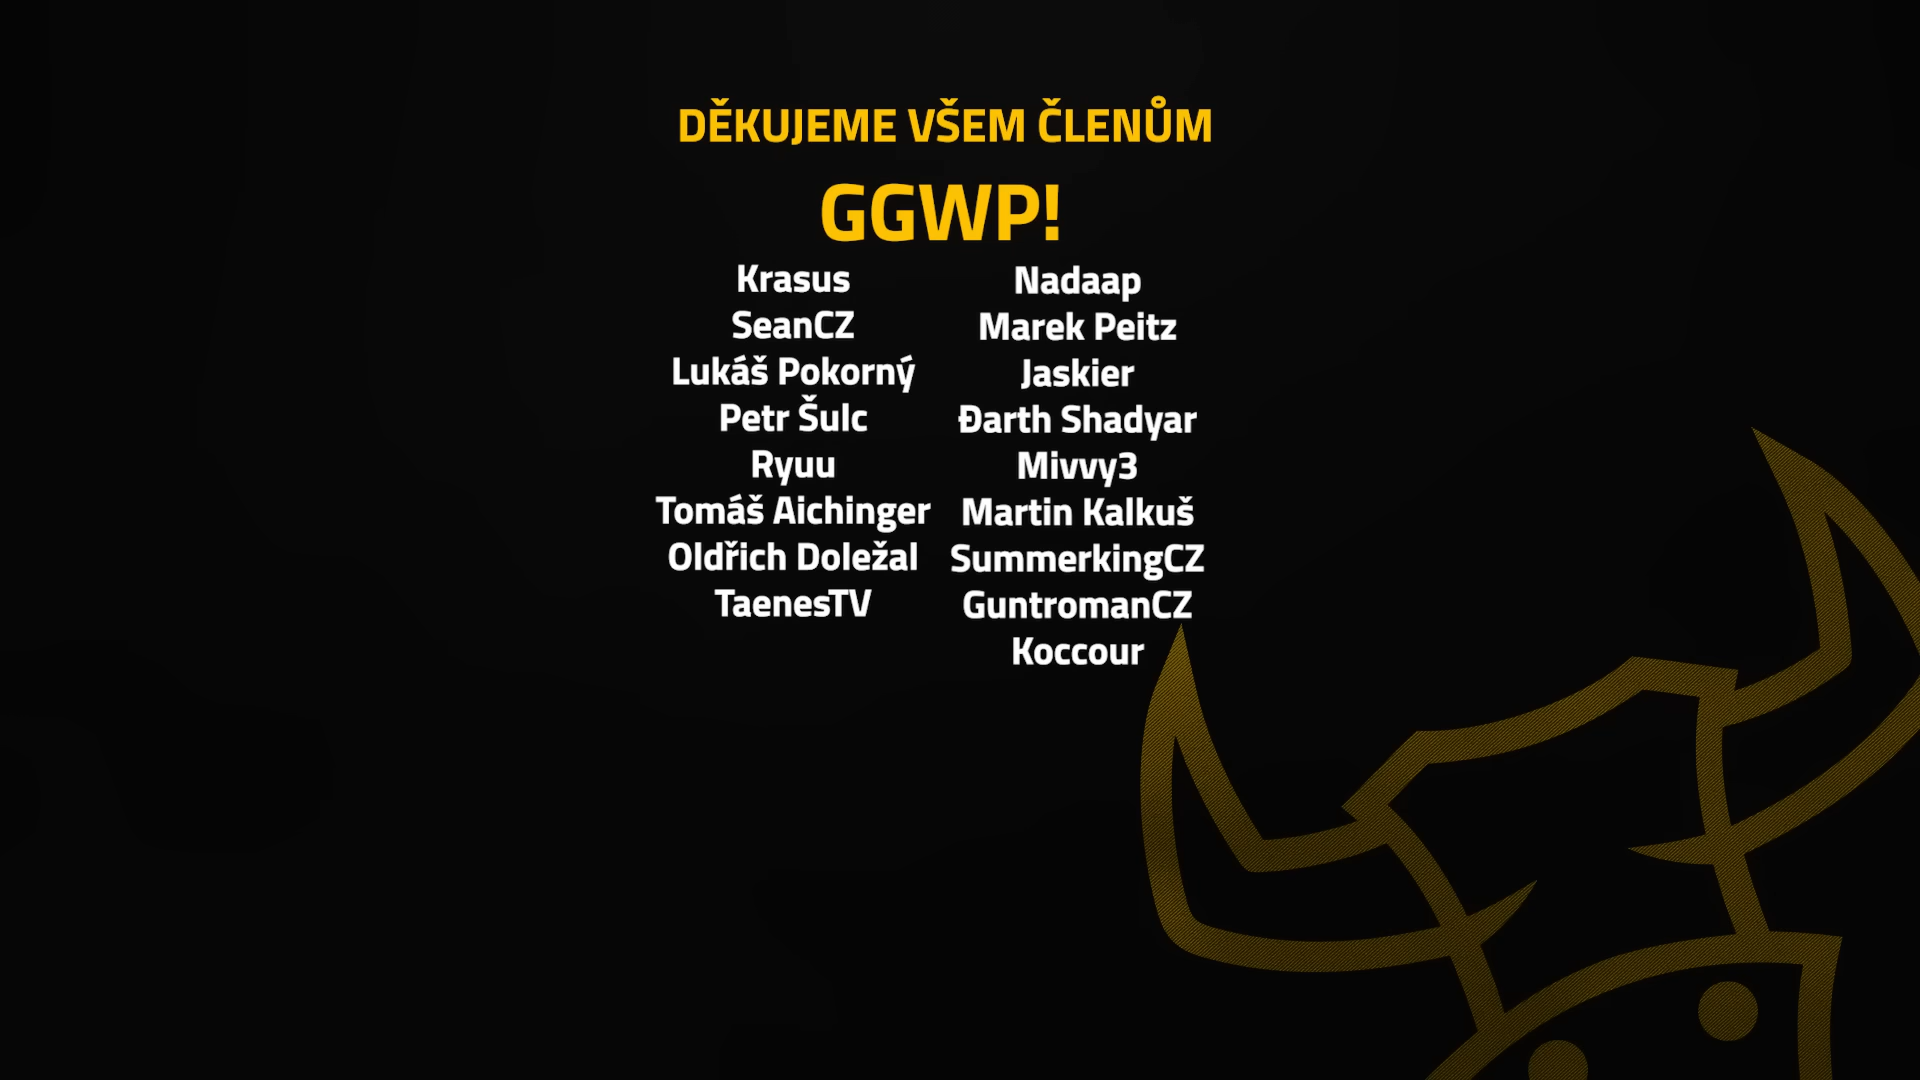 DĚKUJEME VŠEM ČLENŮM
GGWP!
Krasus
SeanCZ
Lukáš Pokorný
Petr Šulc
Ryuu
Tomáš Aichinger
Oldřich Doležal
TaenesTV
Nadaap
Marek Peitz
Jaskier
Đarth Shadyar
Mivvy3
Martin Kalkuš
SummerkingCZ
GuntromanCZ
Koccour